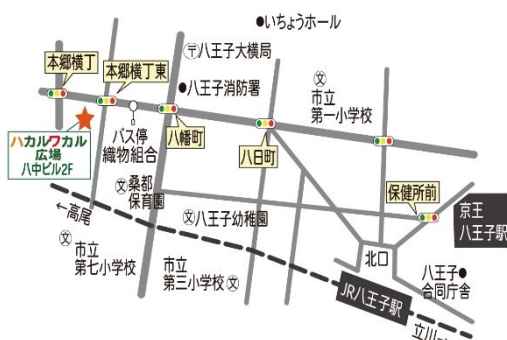 ●いちょうホール
〒八王子大横局
本郷横丁
本郷横丁東
●八王子消防署
文
市立
第一小学校
ハカルワカル
広場
八中ビル2F
バス停
織物組合
八幡町
八日町
文桑都
保育園
保健所前
←高尾
文八王子幼稚園
京王
八王子駅
文
市立
第七小学校
市立
第三小学校文
北口
八王子●
合同庁舎
JR八王子駅
立川→